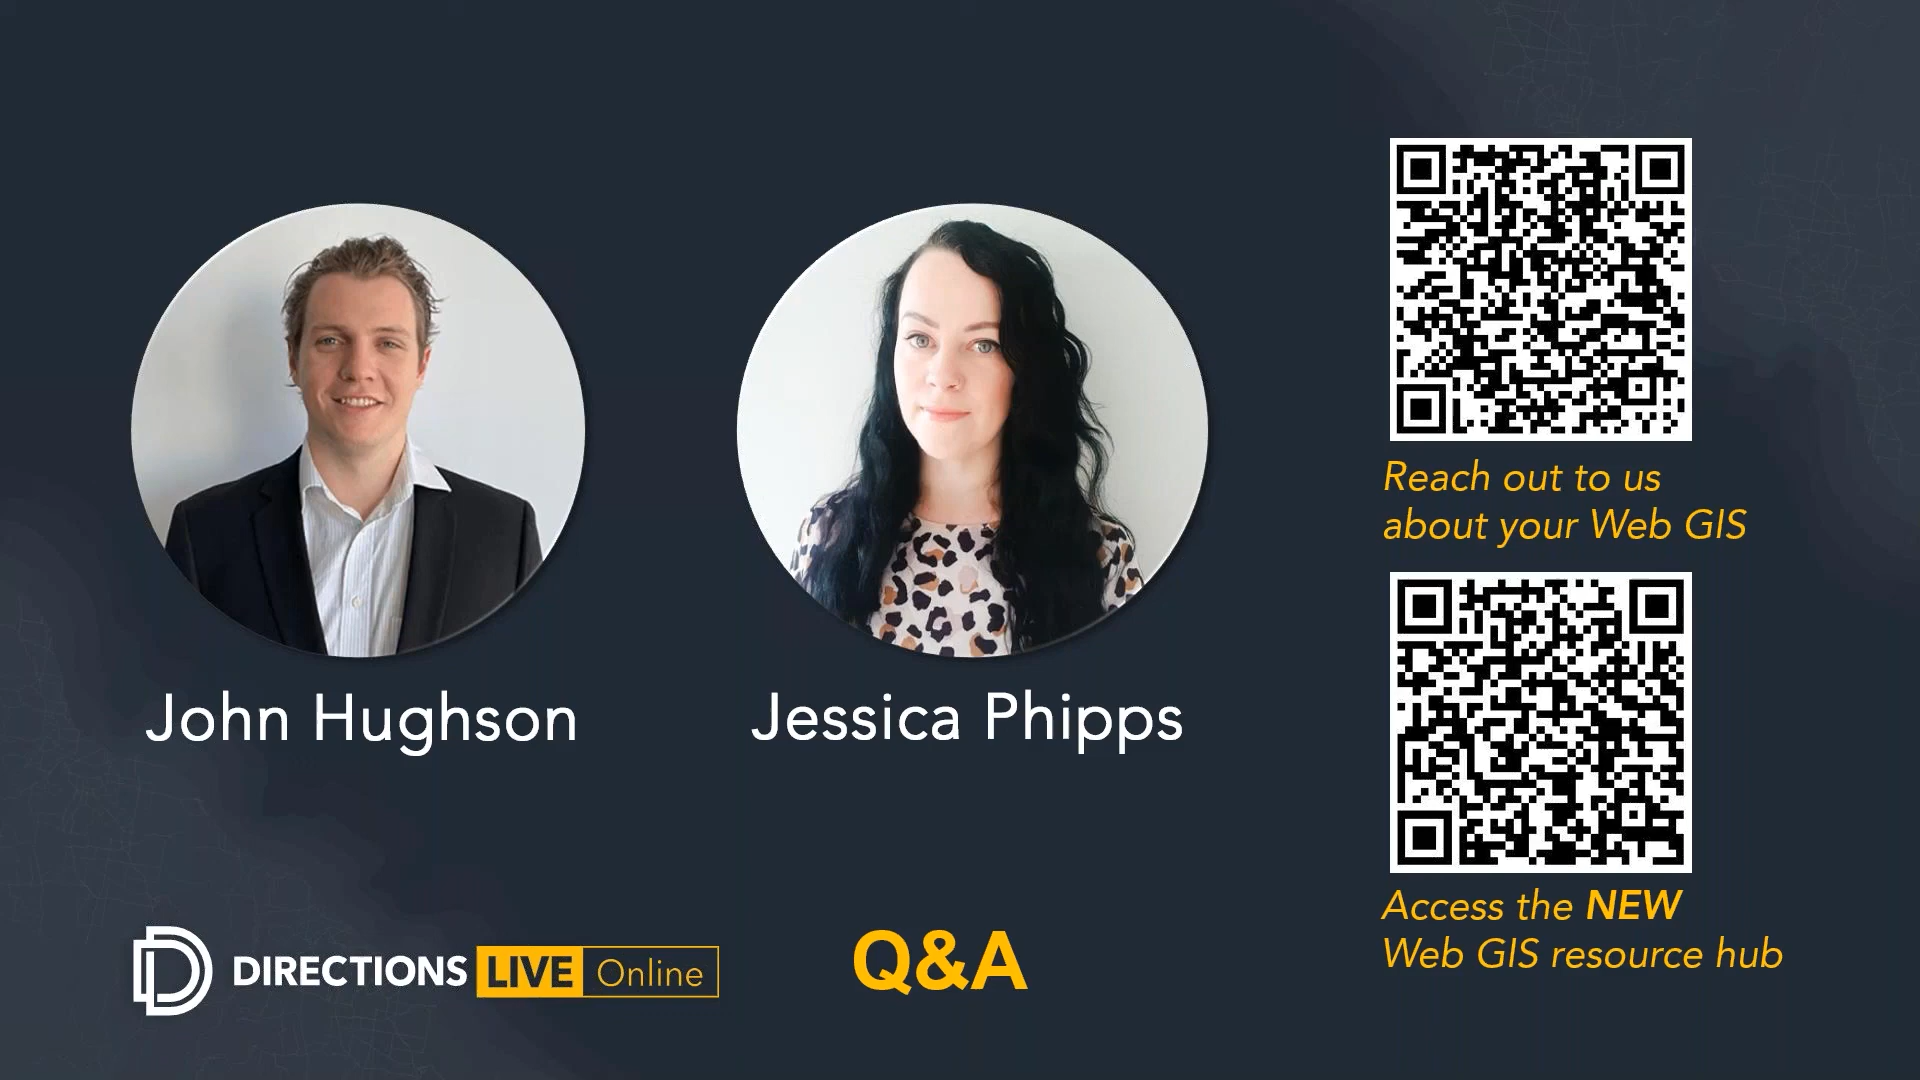 John Hughson
Jessica Phipps
Reach out to us
about your Web GIS
Access the NEW
Web GIS resource hub
DIRECTIONS LIVE Online
Q&A